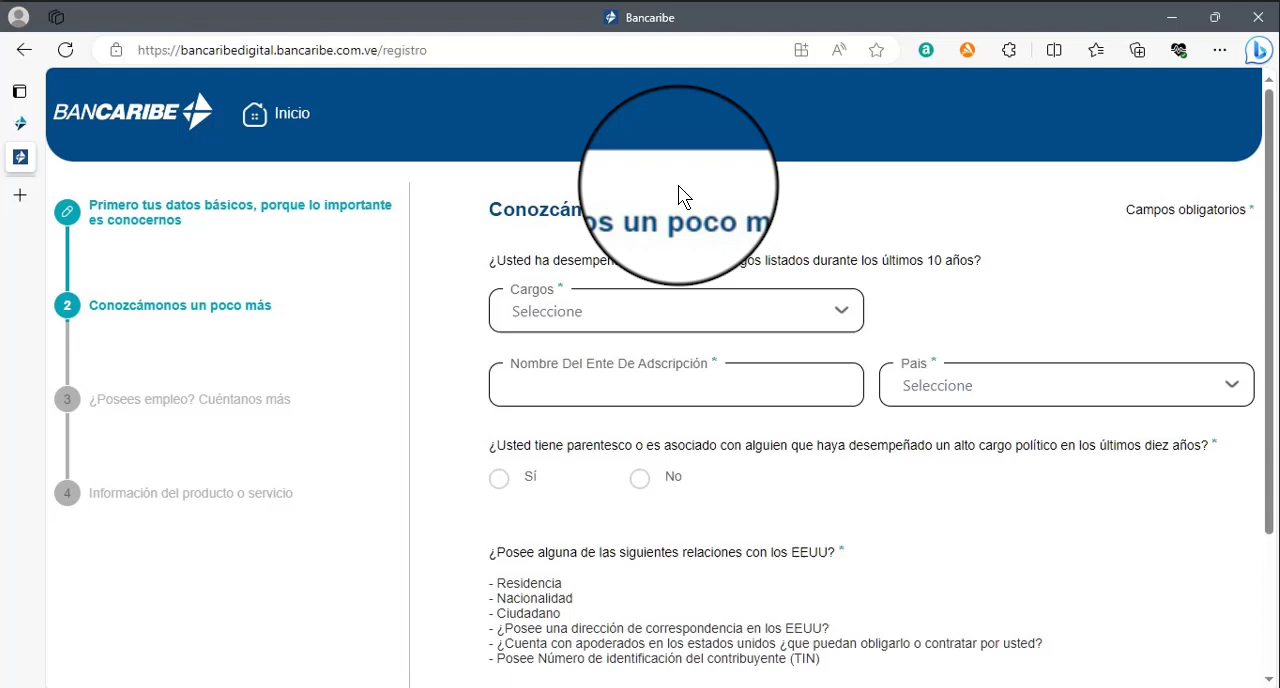 Bancaribe
https://bancaribedigital.bancaribe.com.ve/registro
BANCARIBE
Inicio
Primero tus datos básicos, porque lo importante
es conocernos
2 Conozcámonos un poco más
3 ¿Posees empleo? Cuéntanos más
4 Información del producto o servicio
os un poco m
Campos obligatorios *
listados durante los últimos 10 años?
Cargos *
Seleccione
Nombre Del Ente De Adscripción *
Pais *
Seleccione
¿Usted tiene parentesco o es asociado con alguien que haya desempeñado un alto cargo político en los últimos diez años? *
Sí
No
¿Posee alguna de las siguientes relaciones con los EEUU? *
- Residencia
- Nacionalidad
- Ciudadano
- ¿Posee una dirección de correspondencia en los EEUU?
- ¿Cuenta con apoderados en los estados unidos ¿que puedan obligarlo o contratar por usted?
- Posee Número de identificación del contribuyente (TIN)